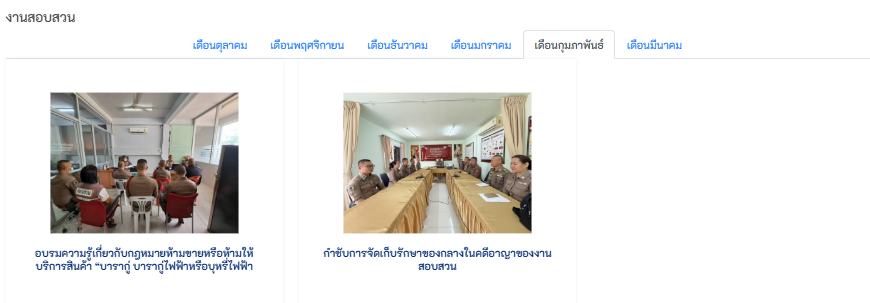 งานสอบสวน
เดือนตุลาคม เดือนพฤศจิกายน เดือนธันวาคม เดือนมกราคม เดือนกุมภาพันธ์ เดือนมีนาคม
อบรมความรู้เกี่ยวกับกฎหมายห้ามขายหรือห้ามให้
บริการสินค้า “บารากู่ บารากู่ไฟฟ้าหรือบุหรี่ไฟฟ้า
กำชับการจัดเก็บรักษาของกลางในคดีอาญาของงาน
สอบสวน